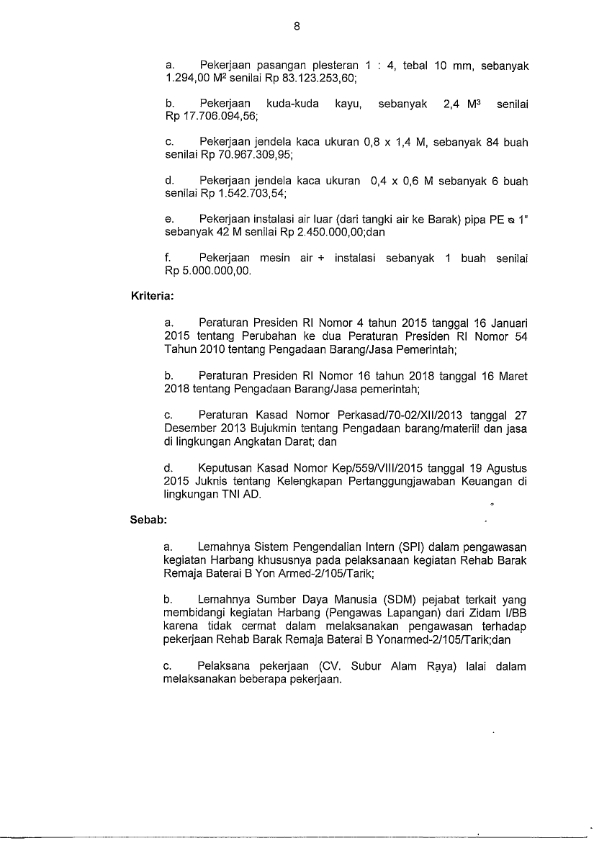 8
a. Pekerjaan pasangan plesteran 1 : 4, tebal 10 mm, sebanyak
1.294,00 M² senilai Rp 83.123.253,60;
b. Pekerjaan kuda-kuda kayu, sebanyak 2,4 M³ senilai
Rp 17.706.094,56;
c. Pekerjaan jendela kaca ukuran 0,8 x 1,4 M, sebanyak 84 buah
senilai Rp 70.967.309,95;
d. Pekerjaan jendela kaca ukuran 0,4 x 0,6 M sebanyak 6 buah
senilai Rp 1.542.703,54;
e. Pekerjaan instalasi air luar (dari tangki air ke Barak) pipa PE 1"
sebanyak 42 M senilai Rp 2.450.000,00;dan
f. Pekerjaan mesin air + instalasi sebanyak 1 buah senilai
Rp 5.000.000,00.
Kriteria:
a. Peraturan Presiden RI Nomor 4 tahun 2015 tanggal 16 Januari
2015 tentang Perubahan ke dua Peraturan Presiden RI Nomor 54
Tahun 2010 tentang Pengadaan Barang/Jasa Pemerintah;
b. Peraturan Presiden RI Nomor 16 tahun 2018 tanggal 16 Maret
2018 tentang Pengadaan Barang/Jasa pemerintah;
c. Peraturan Kasad Nomor Perkasad/70-02/XII/2013 tanggal 27
Desember 2013 Bujukmin tentang Pengadaan barang/materiil dan jasa
di lingkungan Angkatan Darat; dan
d. Keputusan Kasad Nomor Kep/559/VIII/2015 tanggal 19 Agustus
2015 Juknis tentang Kelengkapan Pertanggungjawaban Keuangan di
lingkungan TNI AD.
Sebab:
a. Lemahnya Sistem Pengendalian Intern (SPI) dalam pengawasan
kegiatan Harbang khususnya pada pelaksanaan kegiatan Rehab Barak
Remaja Baterai B Yon Armed-2/105/Tarik;
b. Lemahnya Sumber Daya Manusia (SDM) pejabat terkait yang
membidangi kegiatan Harbang (Pengawas Lapangan) dari Zidam I/BB
karena tidak cermat dalam melaksanakan pengawasan terhadap
pekerjaan Rehab Barak Remaja Baterai B Yonarmed-2/105/Tarik;dan
c. Pelaksana pekerjaan (CV. Subur Alam Raya) lalai dalam
melaksanakan beberapa pekerjaan.